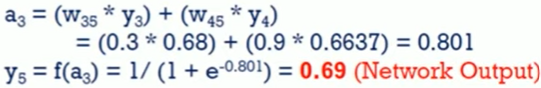 a₃ = (w₃₅ * y₃) + (w₄₅ * y₄)
= (0.3 * 0.68) + (0.9 * 0.6637) = 0.801
y₅ = f(a₃) = 1/ (1 + e⁻⁰·⁸⁰¹) = 0.69 (Network Output)